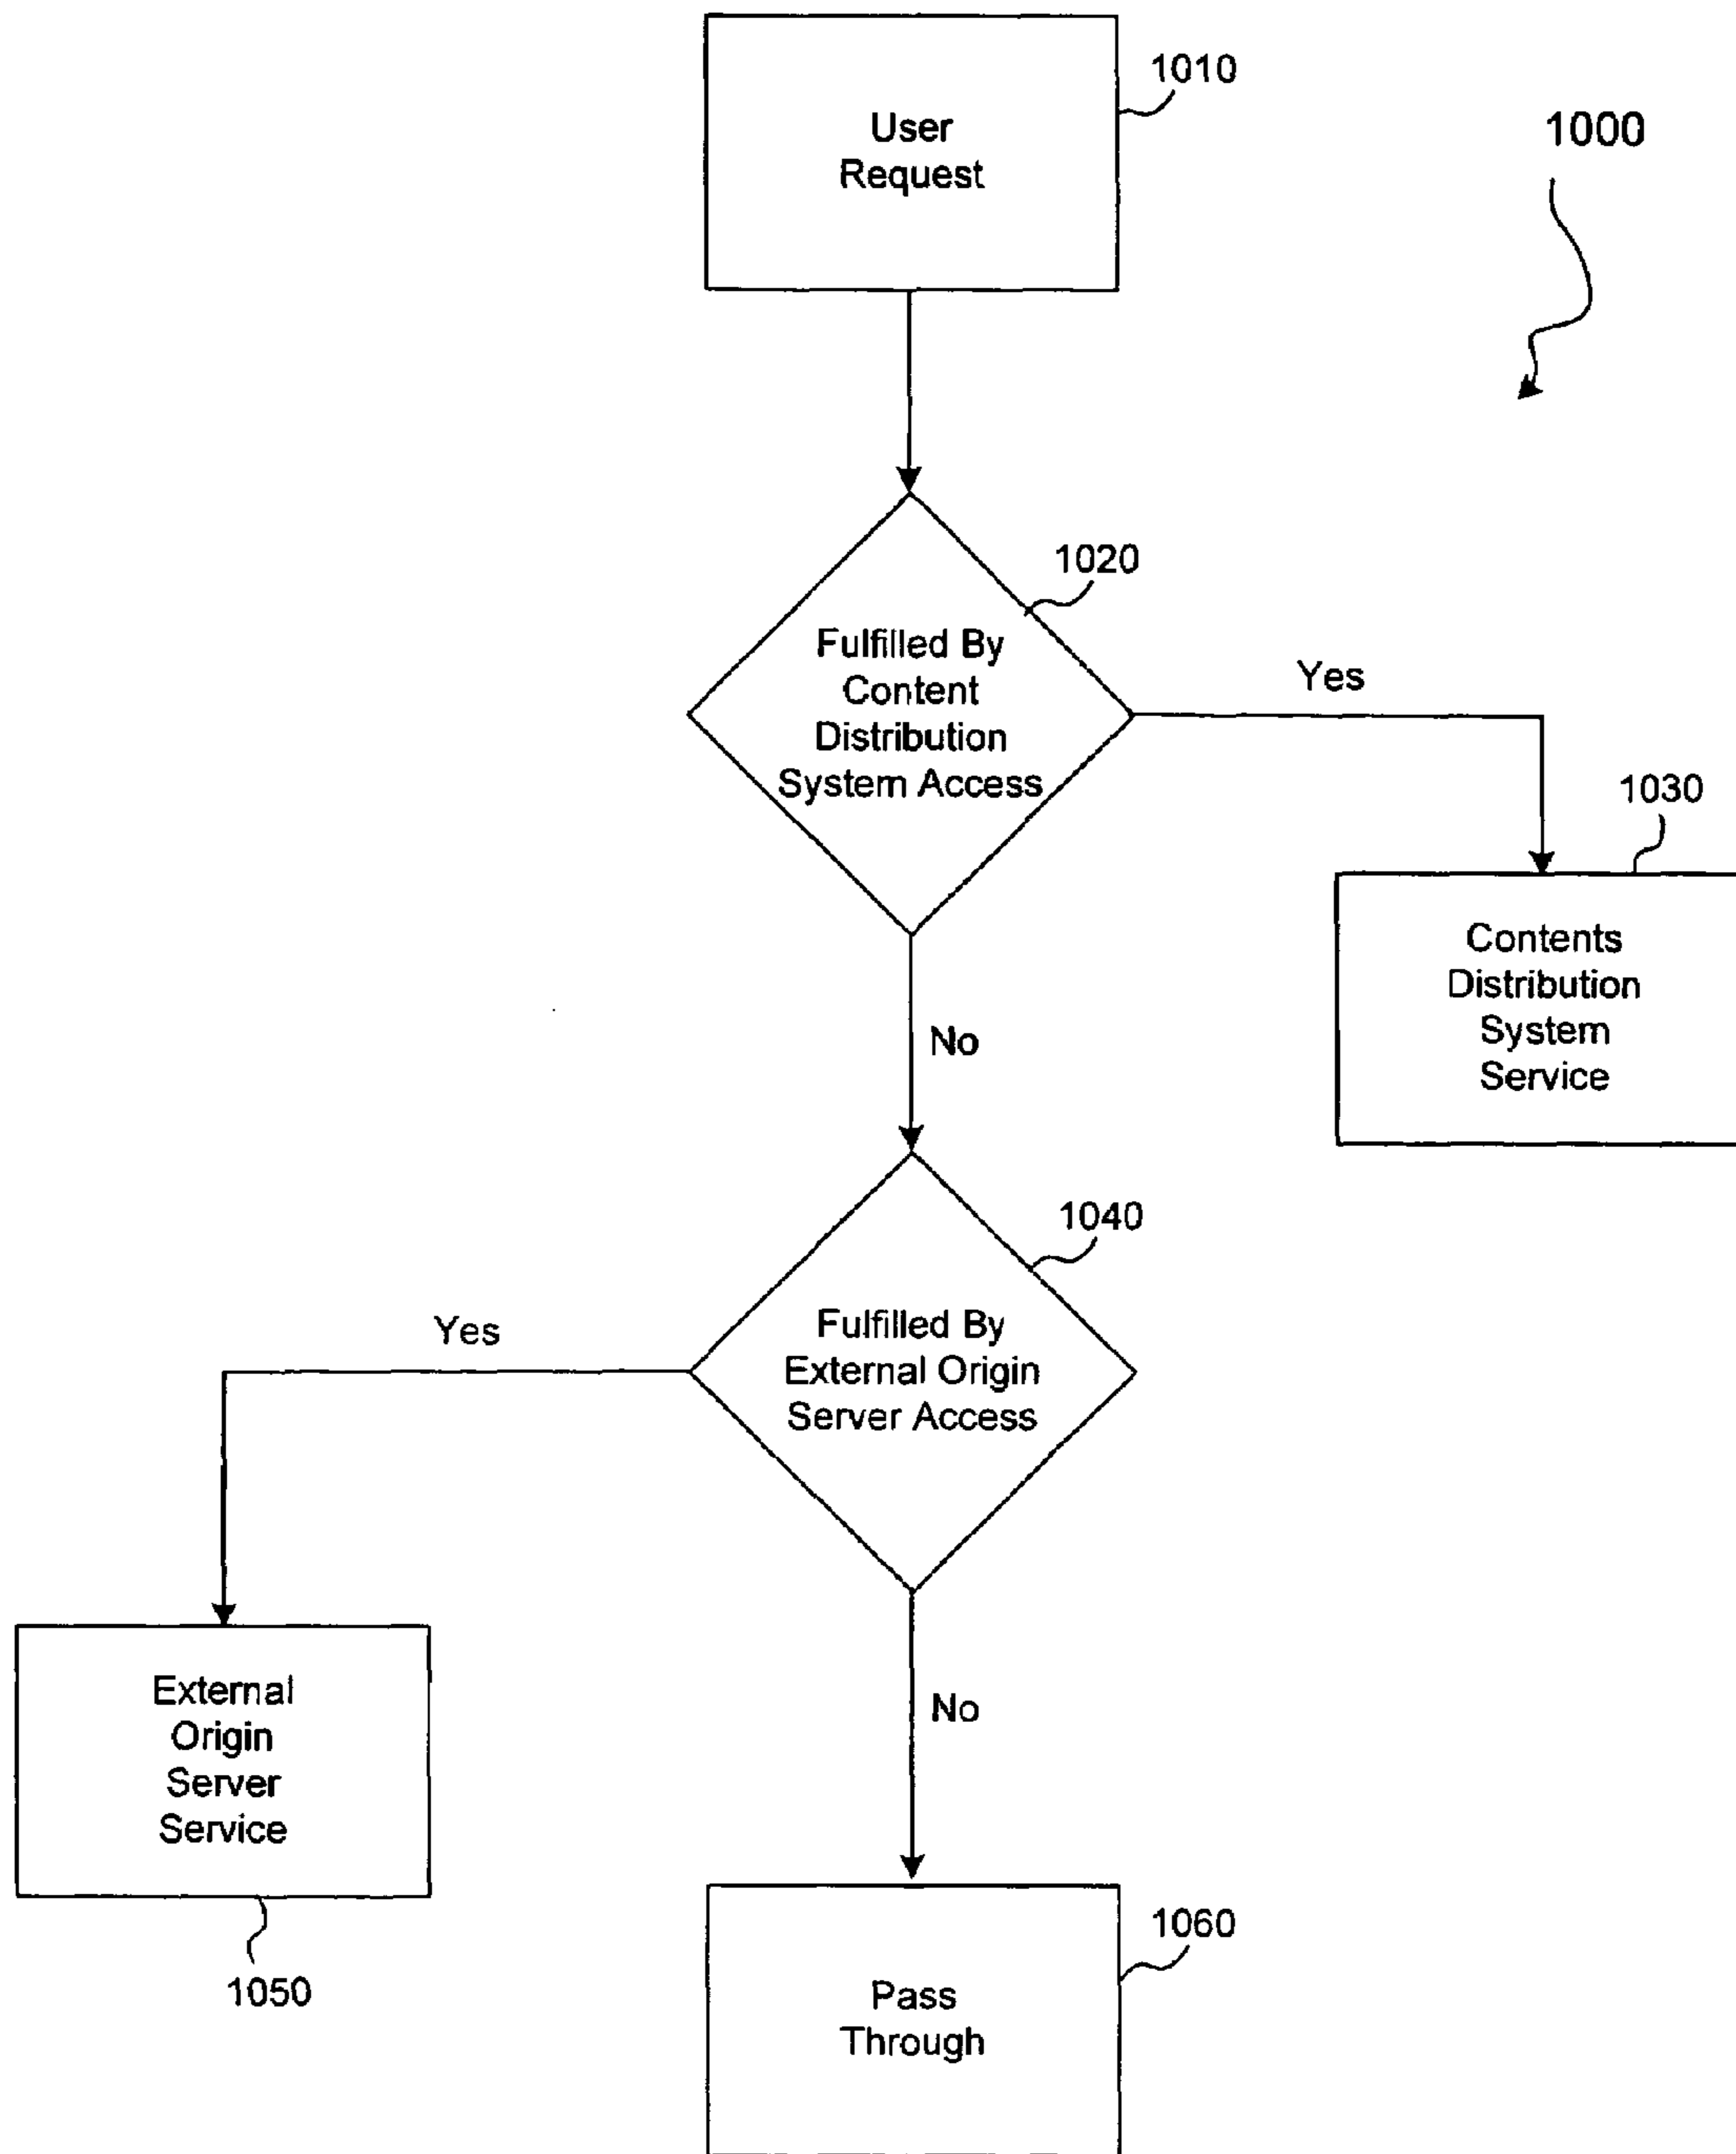 1010
User
Request
1000
1020
Fulfilled By
Content
Distribution
System Access
Yes
1030
Contents
Distribution
System
Service
No
1040
Fulfilled By
External Origin
Server Access
Yes
External
Origin
Server
Service
1050
No
1060
Pass
Through